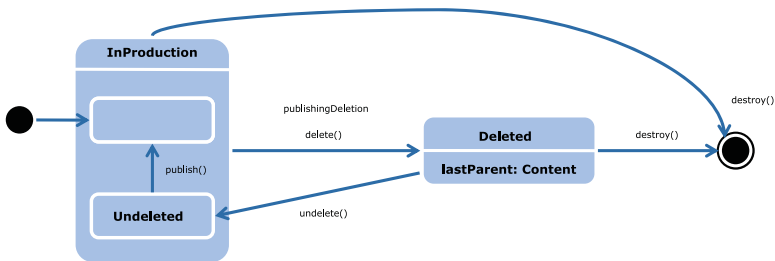 InProduction
publish()
Undeleted
publishingDeletion
delete()
undelete()
Deleted
lastParent: Content
destroy()
destroy()